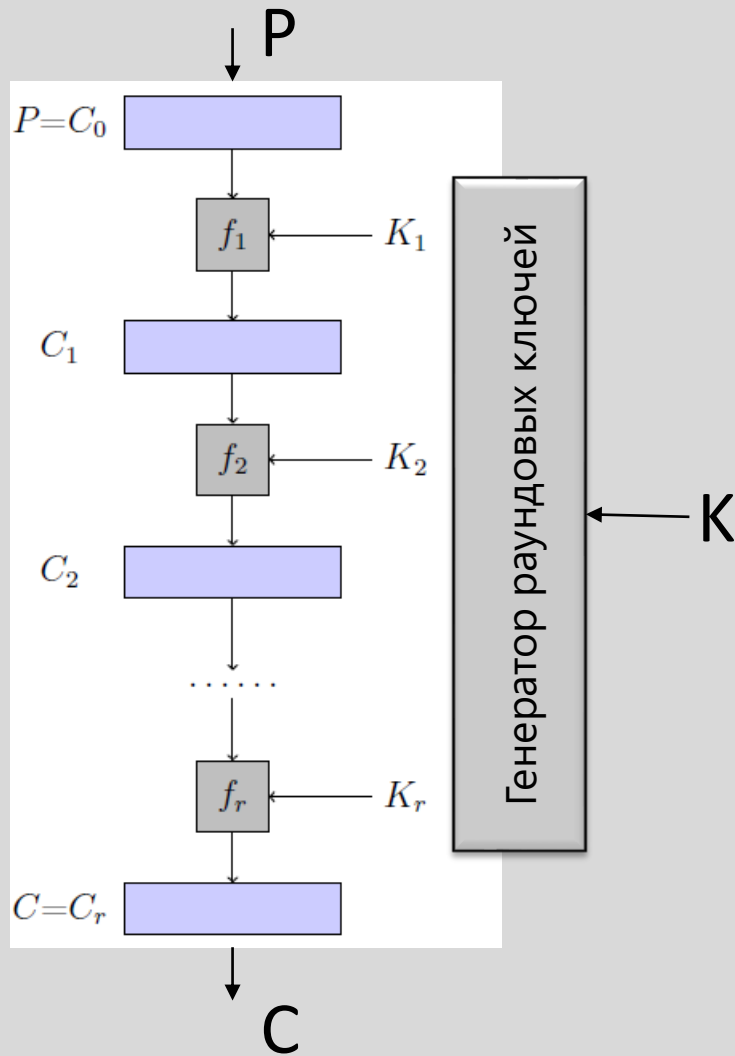 P
P=C₀
f₁
K₁
C₁
f₂
K₂
C₂
......
fᵣ
Kᵣ
C=Cᵣ
C
Генератор раундовых ключей
K